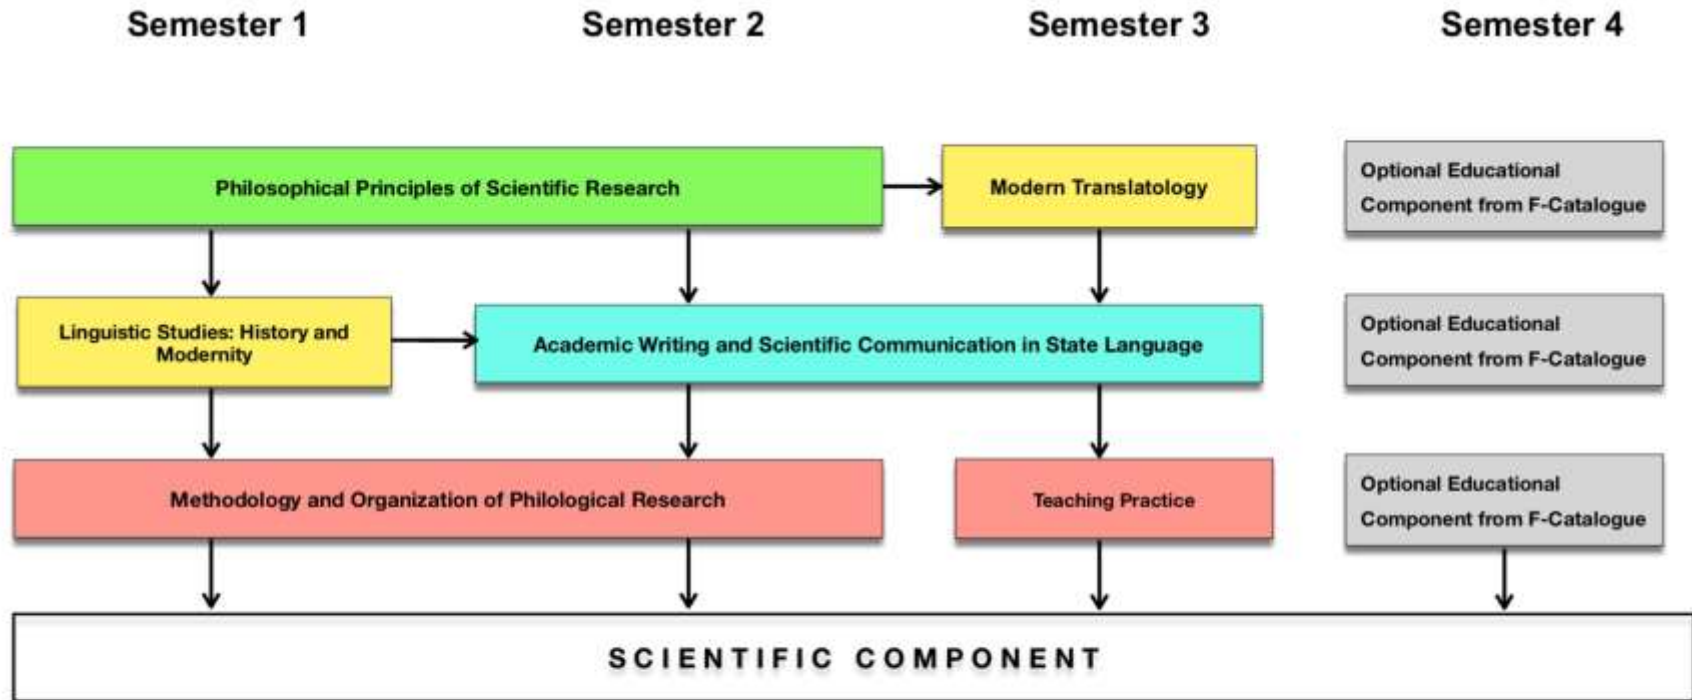 Semester 1
Semester 2
Semester 3
Semester 4
Philosophical Principles of Scientific Research
Modern Translatology
Optional Educational
Component from F-Catalogue
Linguistic Studies: History and
Modernity
Academic Writing and Scientific Communication in State Language
Optional Educational
Component from F-Catalogue
Methodology and Organization of Philological Research
Teaching Practice
Optional Educational
Component from F-Catalogue
SCIENTIFIC COMPONENT